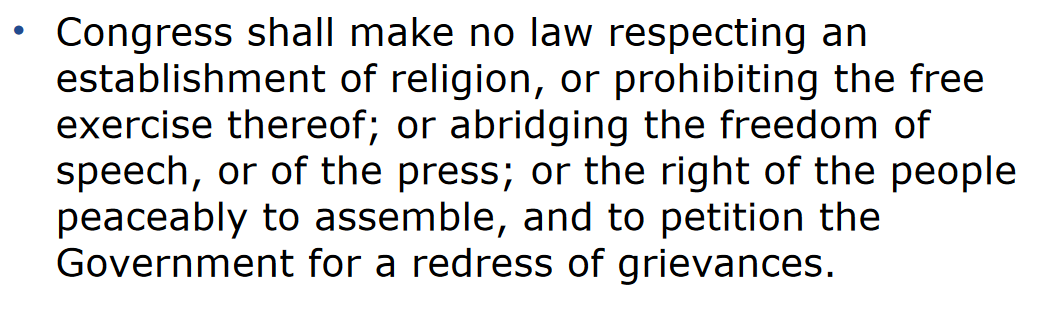 • Congress shall make no law respecting an
establishment of religion, or prohibiting the free
exercise thereof; or abridging the freedom of
speech, or of the press; or the right of the people
peaceably to assemble, and to petition the
Government for a redress of grievances.